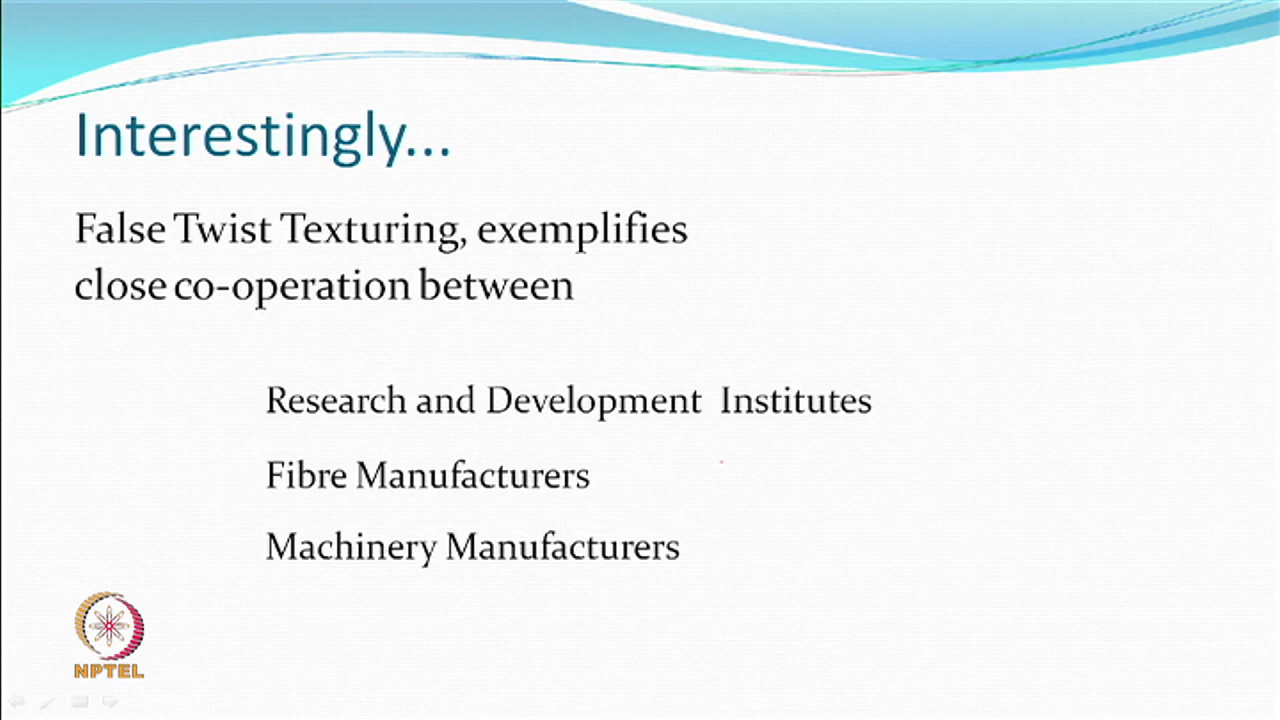 Interestingly...
False Twist Texturing, exemplifies
close co-operation between
Research and Development Institutes
Fibre Manufacturers
Machinery Manufacturers
NPTEL